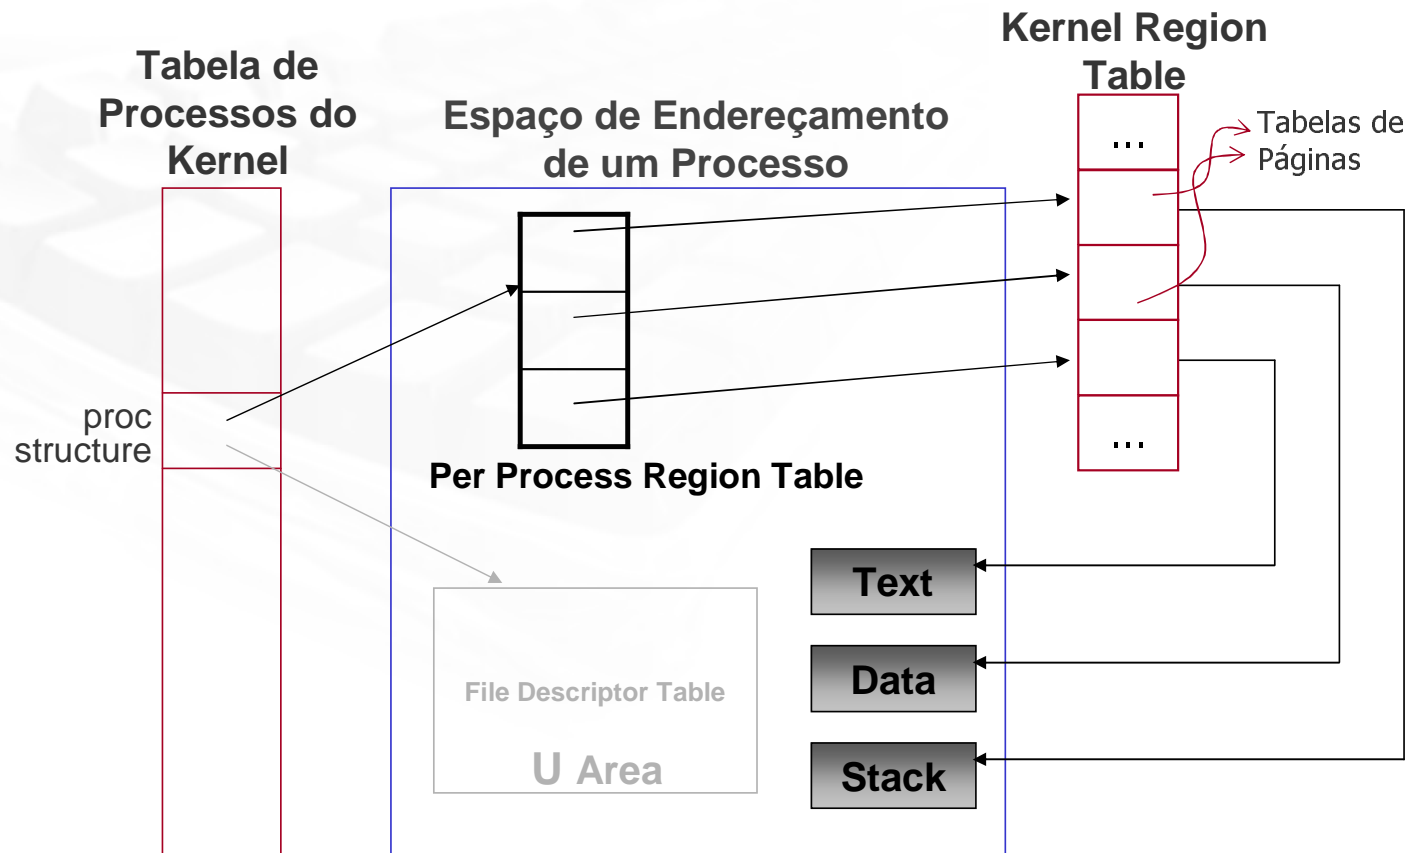 Kernel Region
Table
Tabela de
Processos do
Kernel
Espaço de Endereçamento
de um Processo
...
Tabelas de
Páginas
proc
structure
...
Per Process Region Table
Text
Data
File Descriptor Table
U Area
Stack